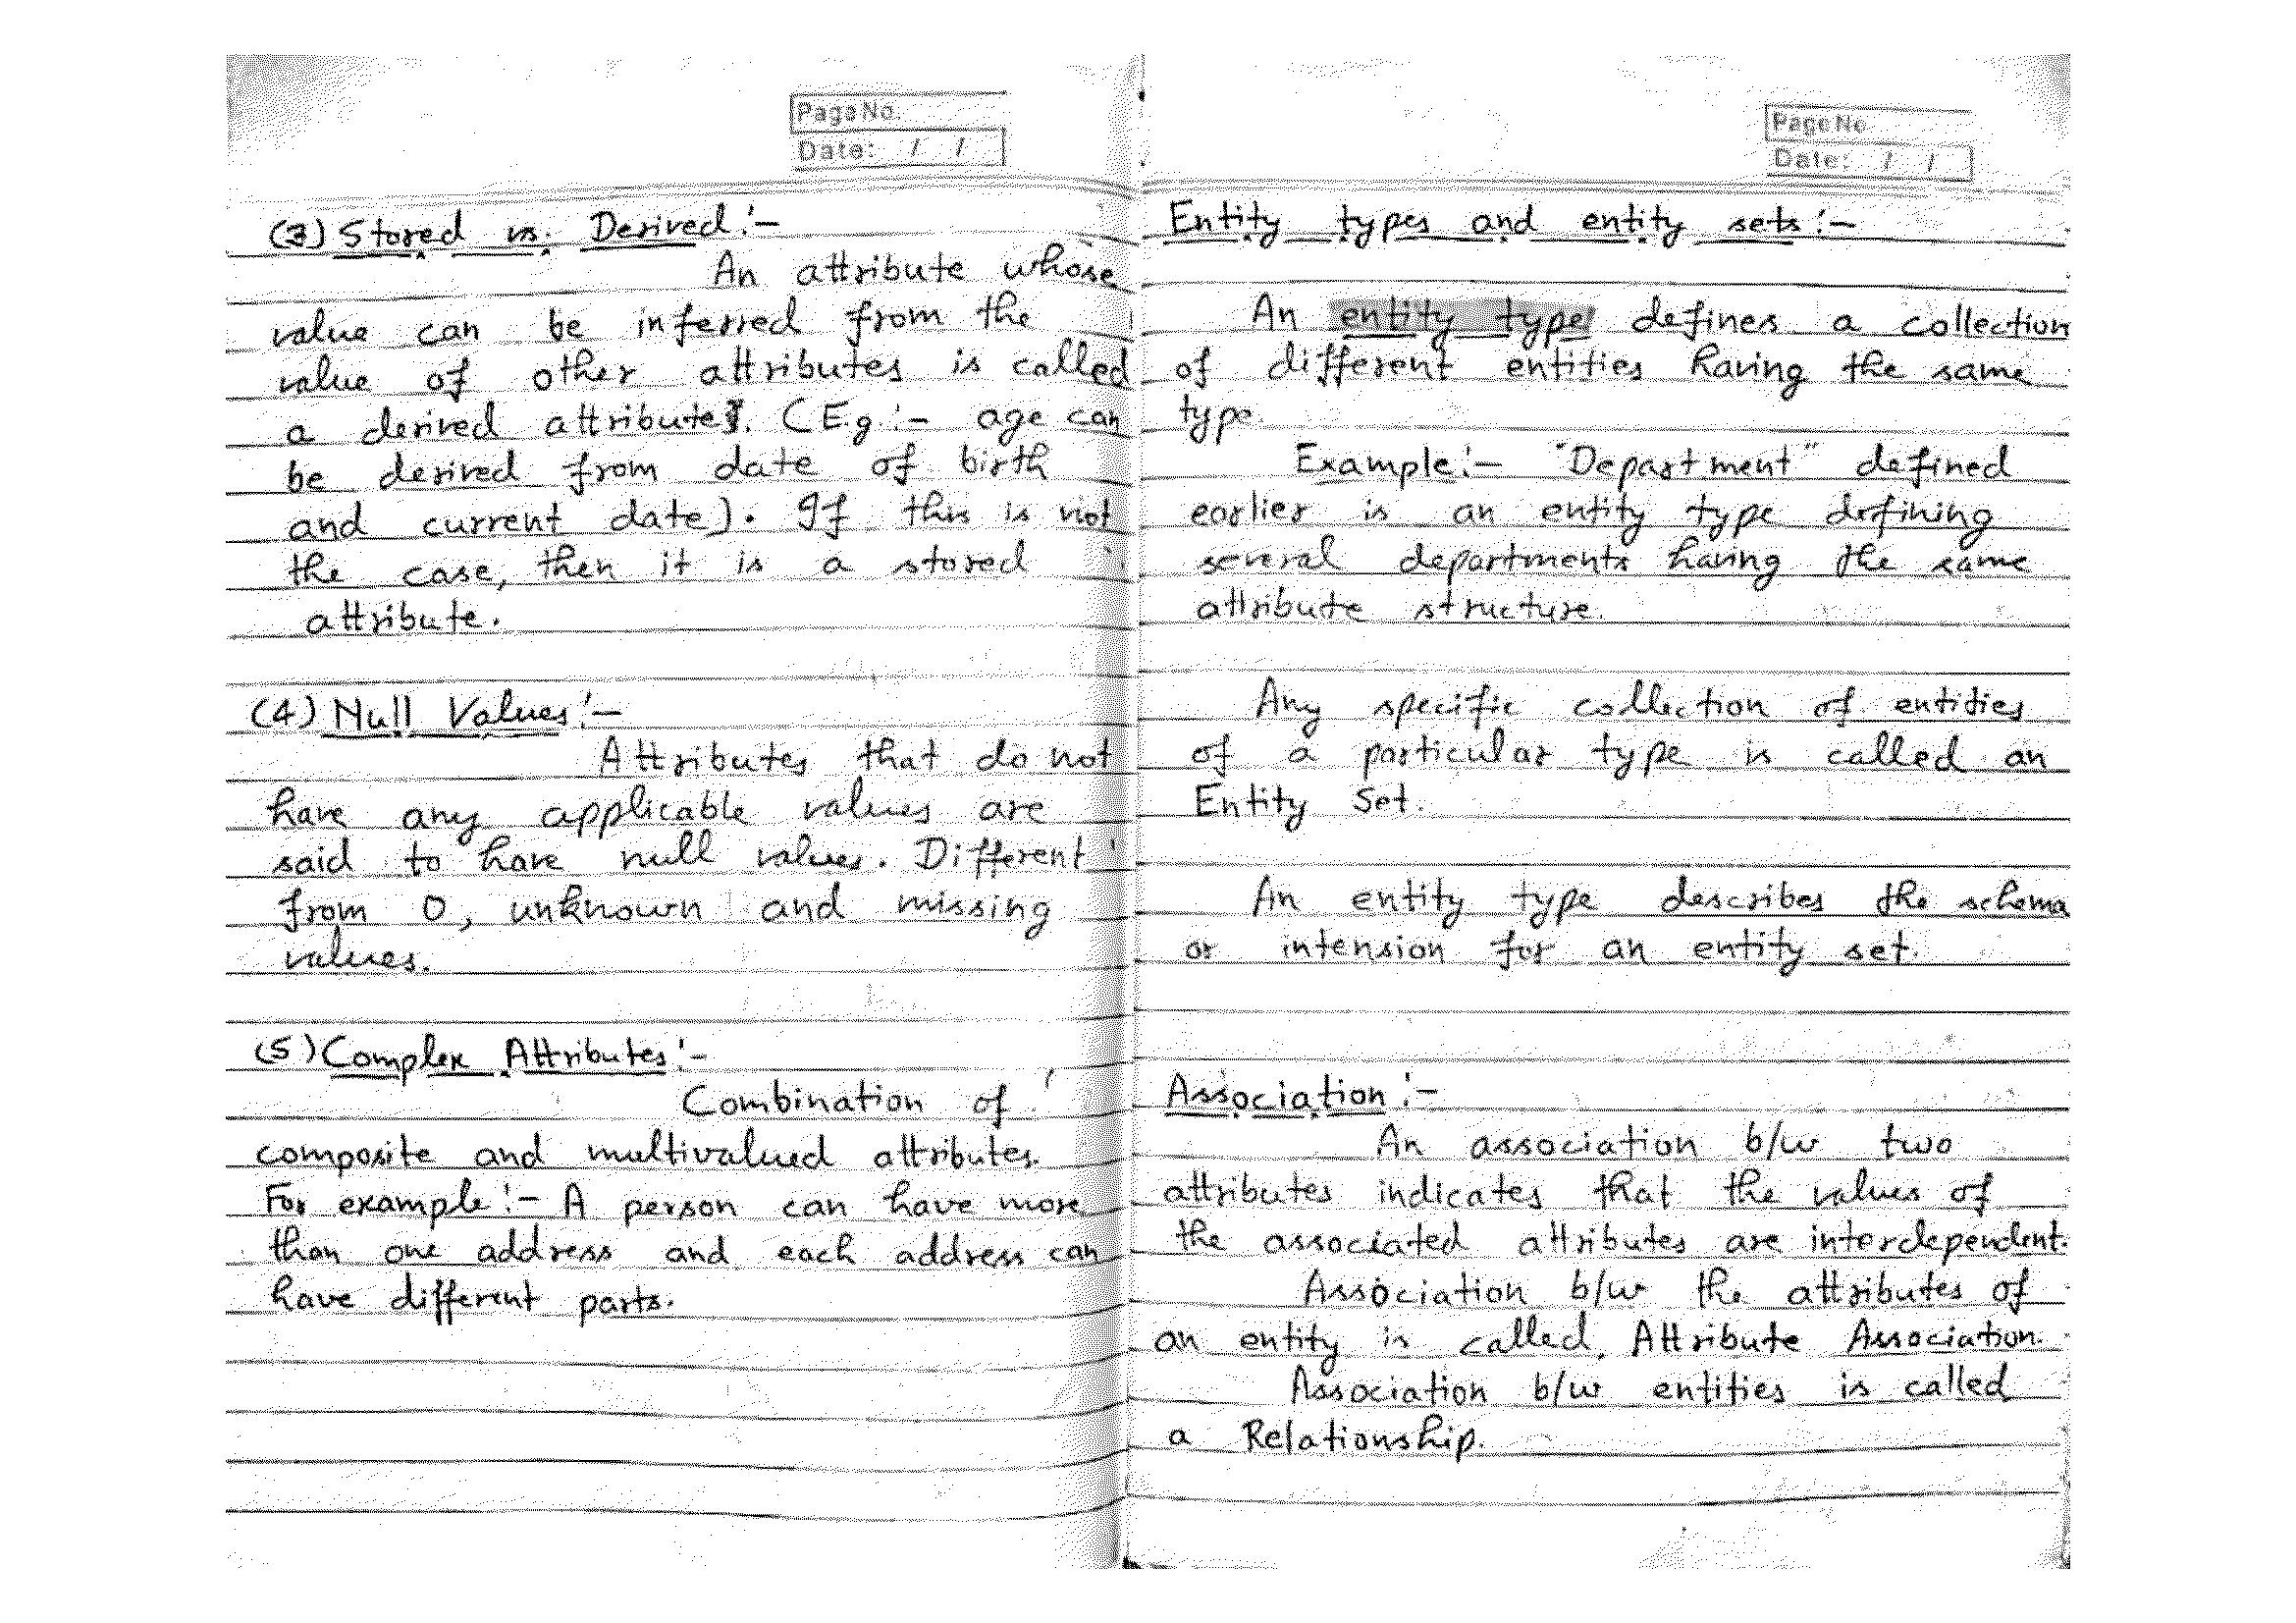 Page No.
Date: / /
(3) Stored vs. Derived:-
An attribute whose
value can be inferred from the
value of other attributes is called
a derived attribute. (E.g:- age can
be derived from date of birth
and current date). If this is not
the case, then it is a stored
attribute.
(4) Null Values:-
Attributes that do not
have any applicable values are
said to have null values. Different
from 0, unknown and missing
values.
(5) Complex Attributes:-
Combination of
composite and multivalued attributes.
For example:- A person can have more
than one address and each address can
have different parts.
Page No.
Date: / /
Entity types and entity sets:-
An entity type defines a collection
of different entities having the same
type.
Example:- "Department" defined
earlier is an entity type defining
several departments having the same
attribute structure.
Any specific collection of entities
of a particular type is called an
Entity Set.
An entity type describes the schema
or intension for an entity set.
Association:-
An association b/w two
attributes indicates that the values of
the associated attributes are interdependent.
Association b/w the attributes of
an entity is called, Attribute Association.
Association b/w entities is called
a Relationship.